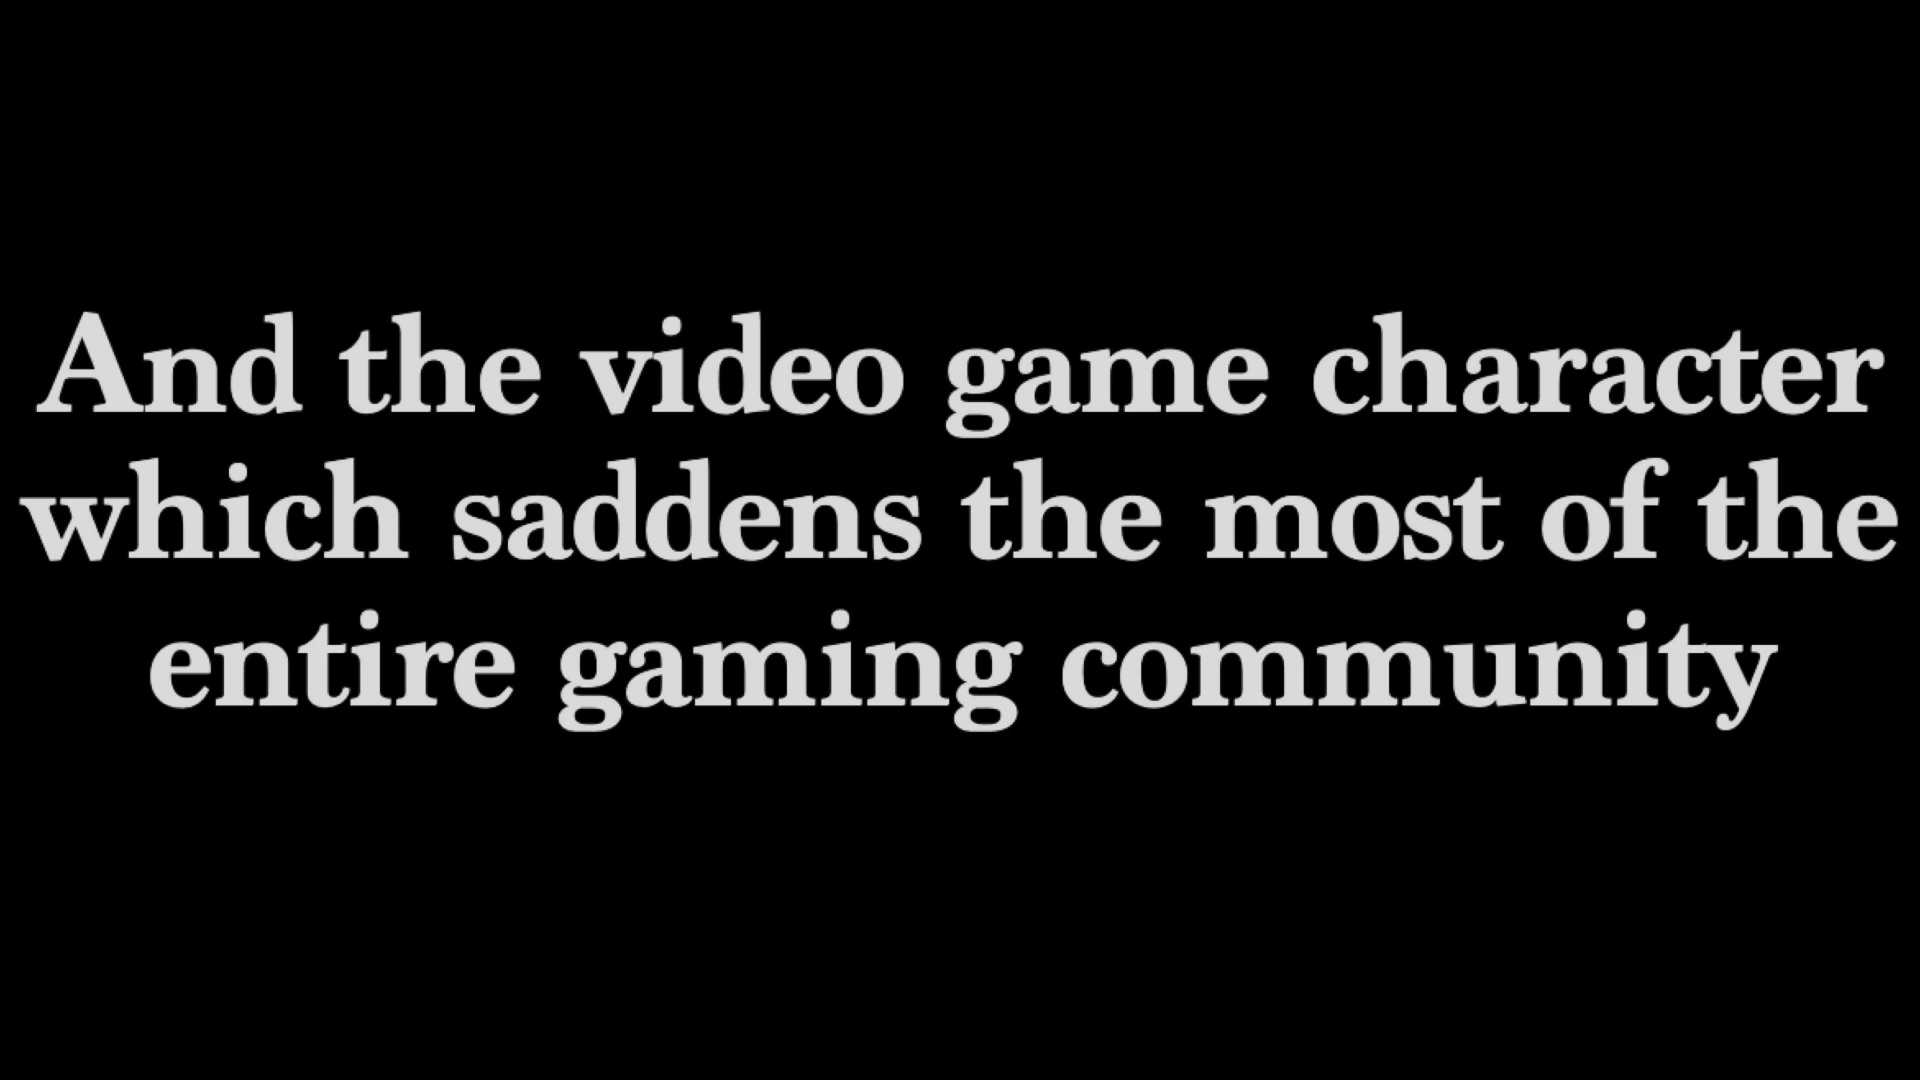 And the video game character
which saddens the most of the
entire gaming community